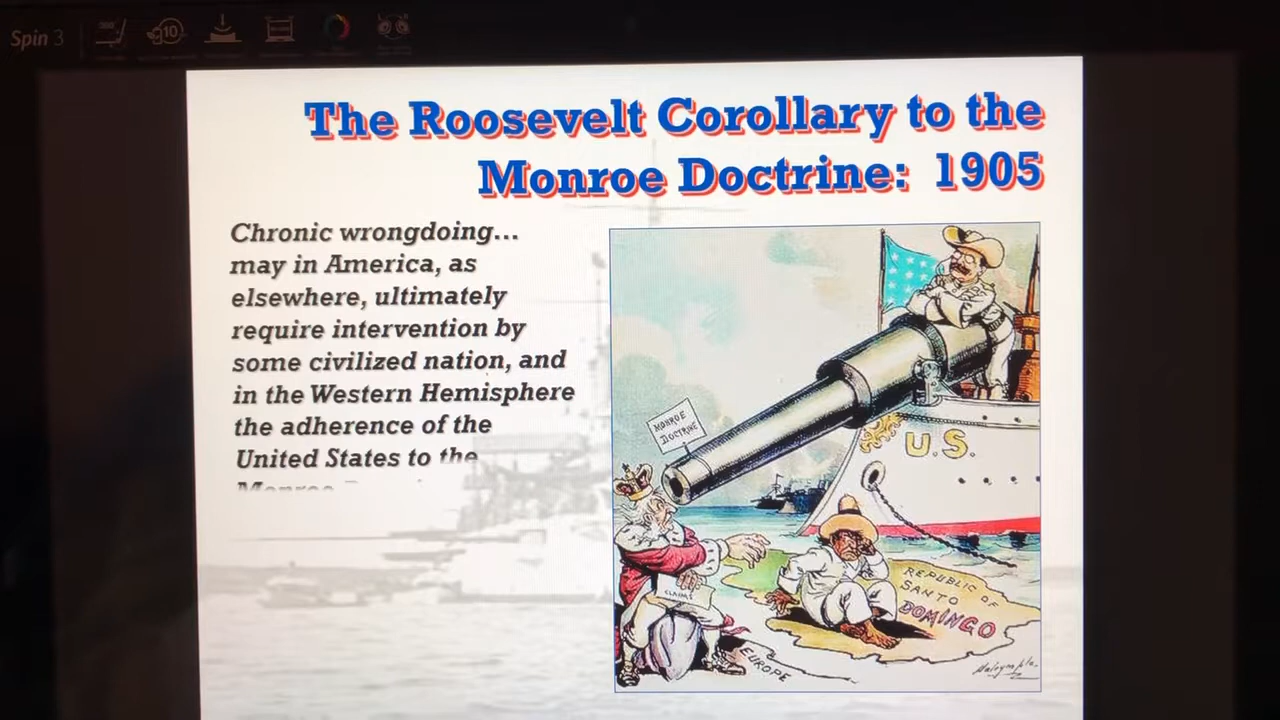 Spin 3
10
The Roosevelt Corollary to the
Monroe Doctrine: 1905
Chronic wrongdoing…
may in America, as
elsewhere, ultimately
require intervention by
some civilized nation, and
in the Western Hemisphere
the adherence of the
United States to the
Monroe
MONROE
DOCTRINE
U.S.
CLAIMS
REPUBLIC OF
SANTO
DOMINGO
EUROPE